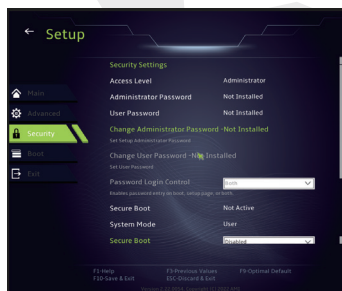 Setup
Security Settings
Access Level Administrator
Main
Administrator Password Not Installed
Advanced
User Password Not Installed
Security
Change Administrator Password -Not Installed
Set Setup Administrator Password
Boot
Change User Password - Installed
Set User Password
Exit
Password Login Control Both
Enables password entry on boot, setup page, or both.
Secure Boot Not Active
System Mode User
Secure Boot Disabled
F1-Help F3-Previous Values F9-Optimal Default
F10-Save & Exit ESC-Discard & Exit